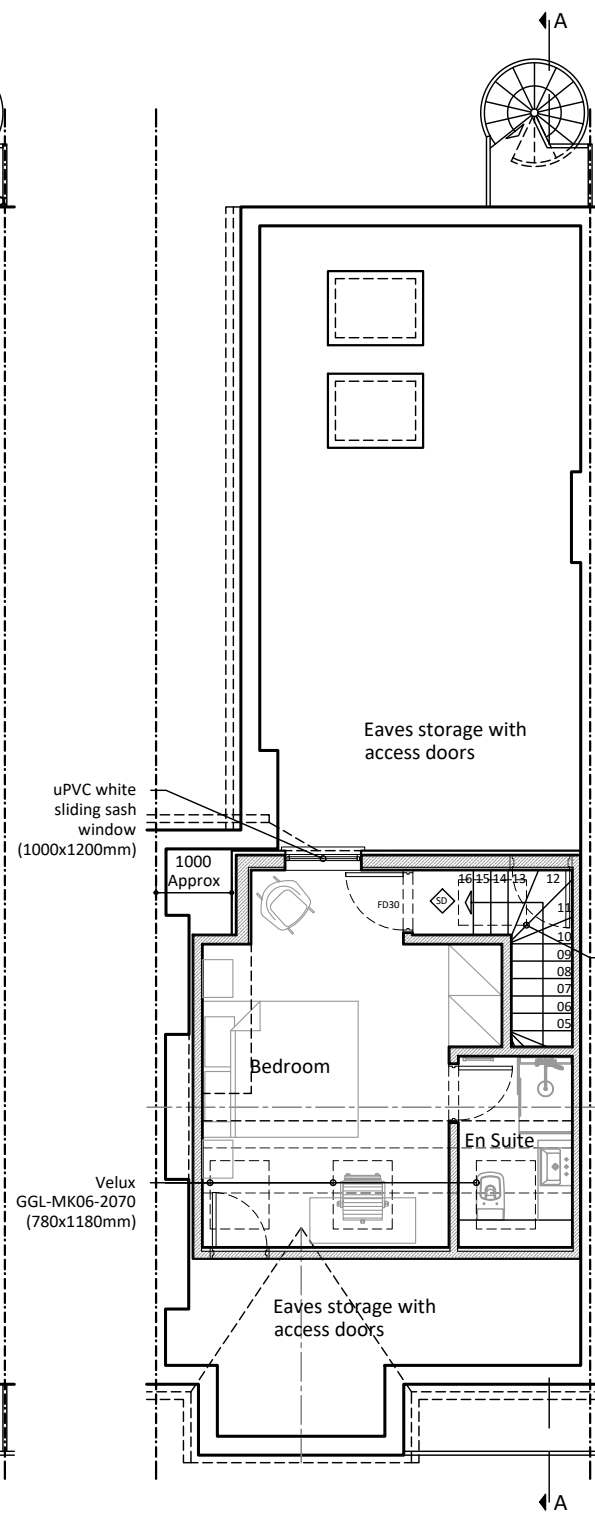 A
Eaves storage with
access doors
uPVC white
sliding sash
window
(1000x1200mm)
1000
Approx
FD30
SD
16 15 14 13 12
11
10
09
08
07
06
05
Bedroom
En Suite
Velux
GGL-MK06-2070
(780x1180mm)
Eaves storage with
access doors
A